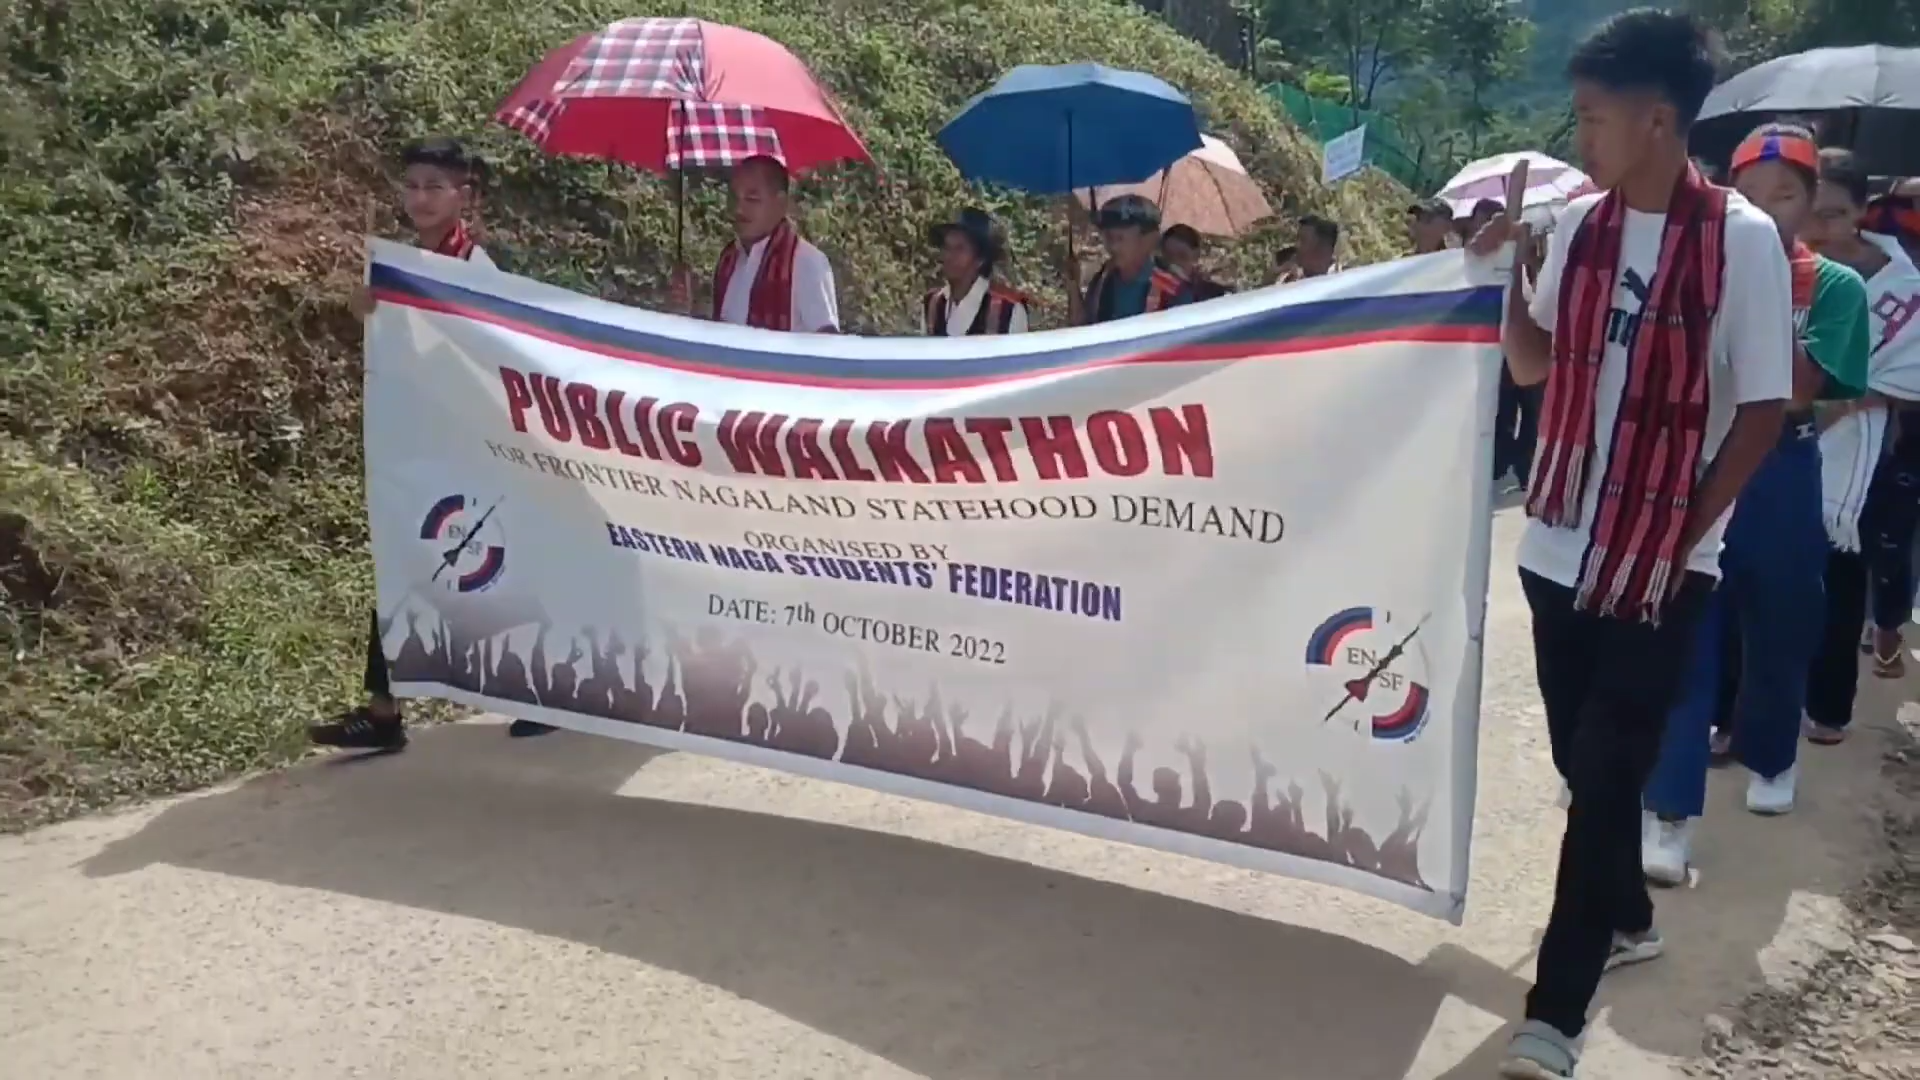 PUBLIC WALKATHON
FOR FRONTIER NAGALAND STATEHOOD DEMAND
ORGANISED BY
EASTERN NAGA STUDENTS' FEDERATION
DATE: 7th OCTOBER 2022
EN
SF
EN
SF